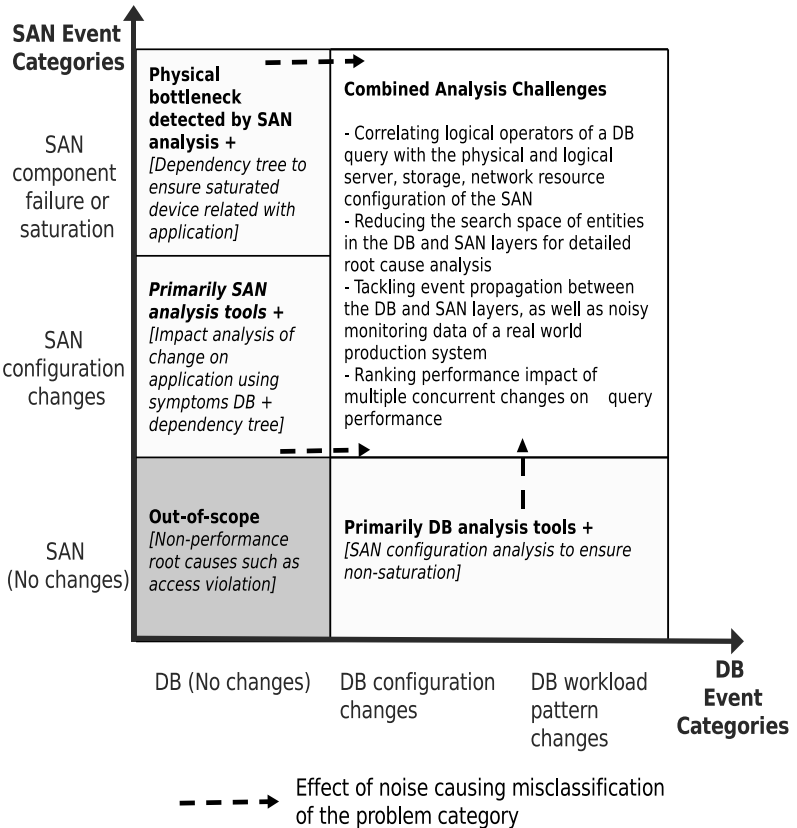 SAN Event
Categories
SAN
component
failure or
saturation
SAN
configuration
changes
SAN
(No changes)
Physical
bottleneck
detected by SAN
analysis +
[Dependency tree to
ensure saturated
device related with
application]
Primarily SAN
analysis tools +
[Impact analysis of
change on
application using
symptoms DB +
dependency tree]
Out-of-scope
[Non-performance
root causes such as
access violation]
Combined Analysis Challenges
- Correlating logical operators of a DB
query with the physical and logical
server, storage, network resource
configuration of the SAN
- Reducing the search space of entities
in the DB and SAN layers for detailed
root cause analysis
- Tackling event propagation between
the DB and SAN layers, as well as noisy
monitoring data of a real world
production system
- Ranking performance impact of
multiple concurrent changes on query
performance
Primarily DB analysis tools +
[SAN configuration analysis to ensure
non-saturation]
DB (No changes)
DB configuration
changes
DB workload
pattern
changes
DB
Event
Categories
Effect of noise causing misclassification
of the problem category